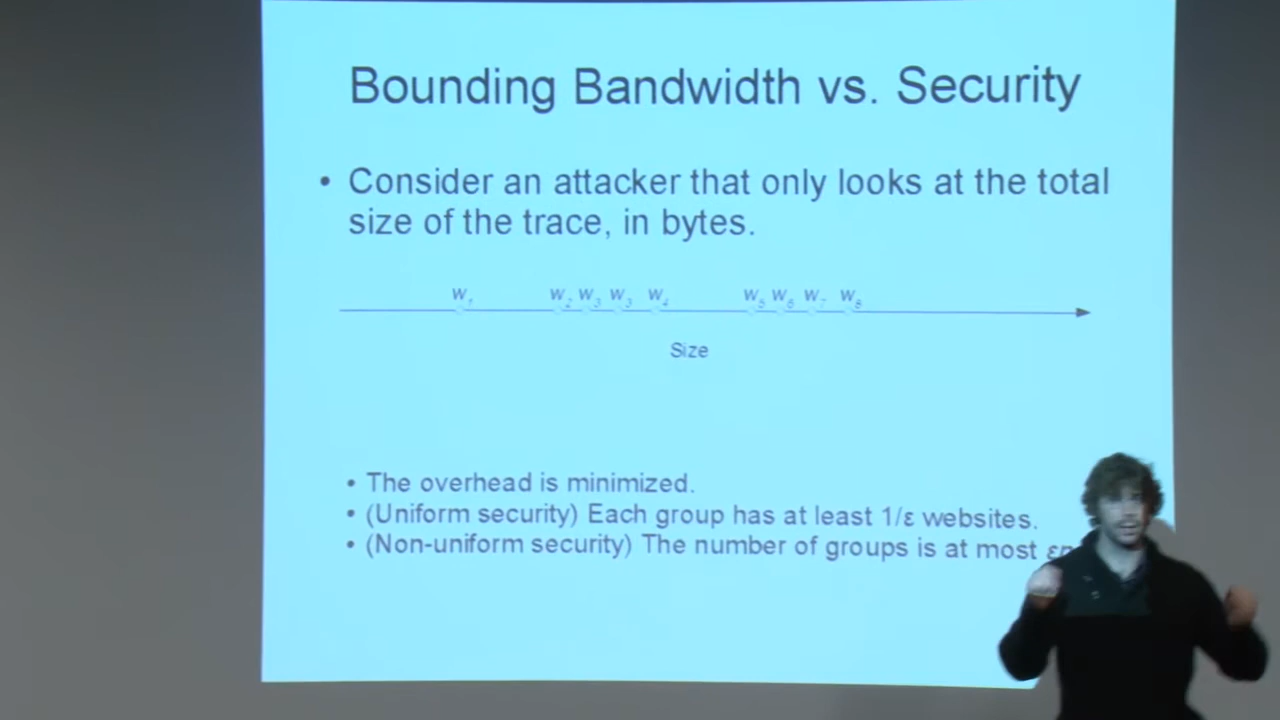 Bounding Bandwidth vs. Security
• Consider an attacker that only looks at the total
size of the trace, in bytes.
W₁ W₂ W₃ W₃ W₄ W₅ W₆ W₇ W₈
Size
• The overhead is minimized.
• (Uniform security) Each group has at least 1/ε websites.
• (Non-uniform security) The number of groups is at most